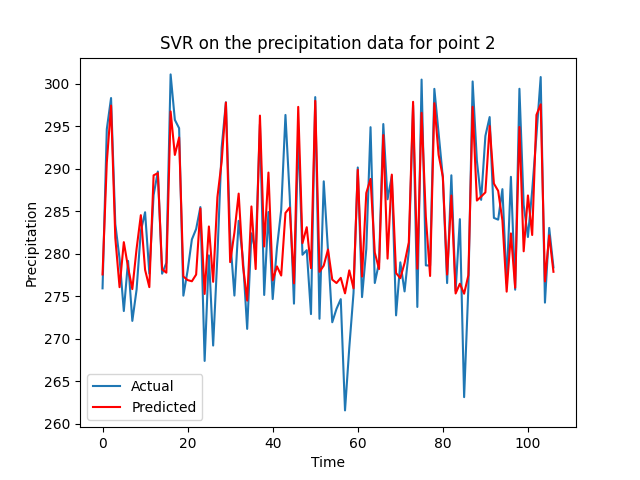 SVR on the precipitation data for point 2
300
295
290
285
280
275
270
265
260
Precipitation
Actual
Predicted
0 20 40 60 80 100
Time